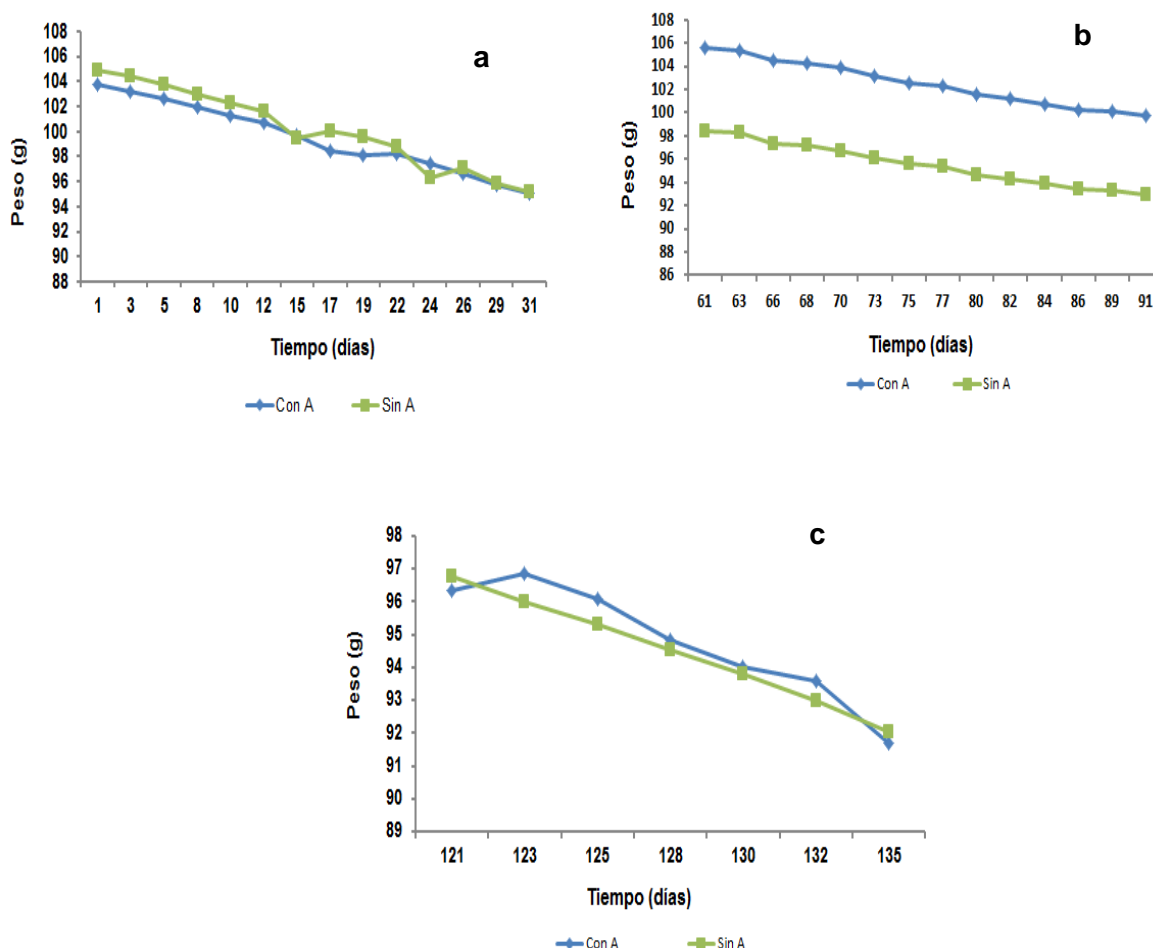 a
Peso (g)
108
106
104
102
100
98
96
94
92
90
88
1 3 5 8 10 12 15 17 19 22 24 26 29 31
Tiempo (días)
Con A Sin A
b
Peso (g)
108
106
104
102
100
98
96
94
92
90
88
86
61 63 66 68 70 73 75 77 80 82 84 86 89 91
Tiempo (días)
Con A Sin A
c
Peso (g)
98
97
96
95
94
93
92
91
90
89
121 123 125 128 130 132 135
Tiempo (días)
Con A Sin A